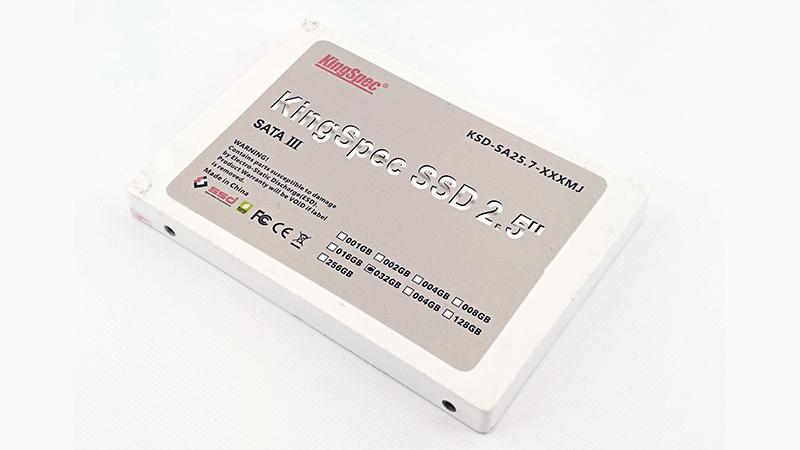 KingSpec®
KingSpec SSD 2.5"
KSD-SA25.7-XXXMJ
SATA III
WARNING!
Contains parts susceptible to damage
by Electro-Static Discharge(ESD)
Product Warranty will be VOID if label
is removed.
Made in China
ssd
FC CE
001GB 002GB 004GB 008GB
016GB 032GB 064GB 128GB
256GB